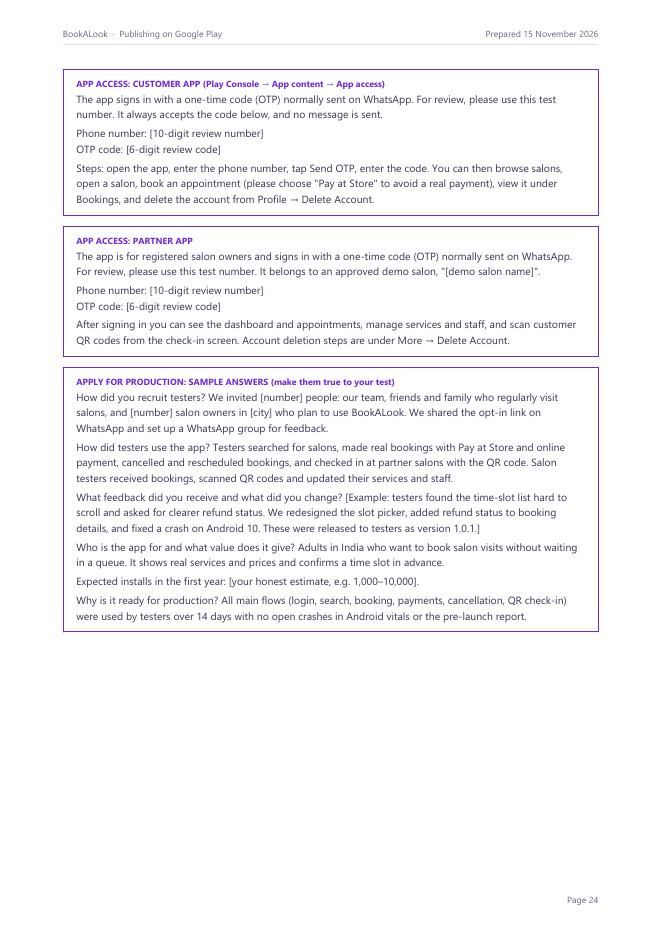 BookALook · Publishing on Google Play
Prepared 15 November 2026
APP ACCESS: CUSTOMER APP (Play Console → App content → App access)
The app signs in with a one-time code (OTP) normally sent on WhatsApp. For review, please use this test
number. It always accepts the code below, and no message is sent.
Phone number: [10-digit review number]
OTP code: [6-digit review code]
Steps: open the app, enter the phone number, tap Send OTP, enter the code. You can then browse salons,
open a salon, book an appointment (please choose "Pay at Store" to avoid a real payment), view it under
Bookings, and delete the account from Profile → Delete Account.
APP ACCESS: PARTNER APP
The app is for registered salon owners and signs in with a one-time code (OTP) normally sent on WhatsApp.
For review, please use this test number. It belongs to an approved demo salon, "[demo salon name]".
Phone number: [10-digit review number]
OTP code: [6-digit review code]
After signing in you can see the dashboard and appointments, manage services and staff, and scan customer
QR codes from the check-in screen. Account deletion steps are under More → Delete Account.
APPLY FOR PRODUCTION: SAMPLE ANSWERS (make them true to your test)
How did you recruit testers? We invited [number] people: our team, friends and family who regularly visit
salons, and [number] salon owners in [city] who plan to use BookALook. We shared the opt-in link on
WhatsApp and set up a WhatsApp group for feedback.
How did testers use the app? Testers searched for salons, made real bookings with Pay at Store and online
payment, cancelled and rescheduled bookings, and checked in at partner salons with the QR code. Salon
testers received bookings, scanned QR codes and updated their services and staff.
What feedback did you receive and what did you change? [Example: testers found the time-slot list hard to
scroll and asked for clearer refund status. We redesigned the slot picker, added refund status to booking
details, and fixed a crash on Android 10. These were released to testers as version 1.0.1.]
Who is the app for and what value does it give? Adults in India who want to book salon visits without waiting
in a queue. It shows real services and prices and confirms a time slot in advance.
Expected installs in the first year: [your honest estimate, e.g. 1,000–10,000].
Why is it ready for production? All main flows (login, search, booking, payments, cancellation, QR check-in)
were used by testers over 14 days with no open crashes in Android vitals or the pre-launch report.
Page 24